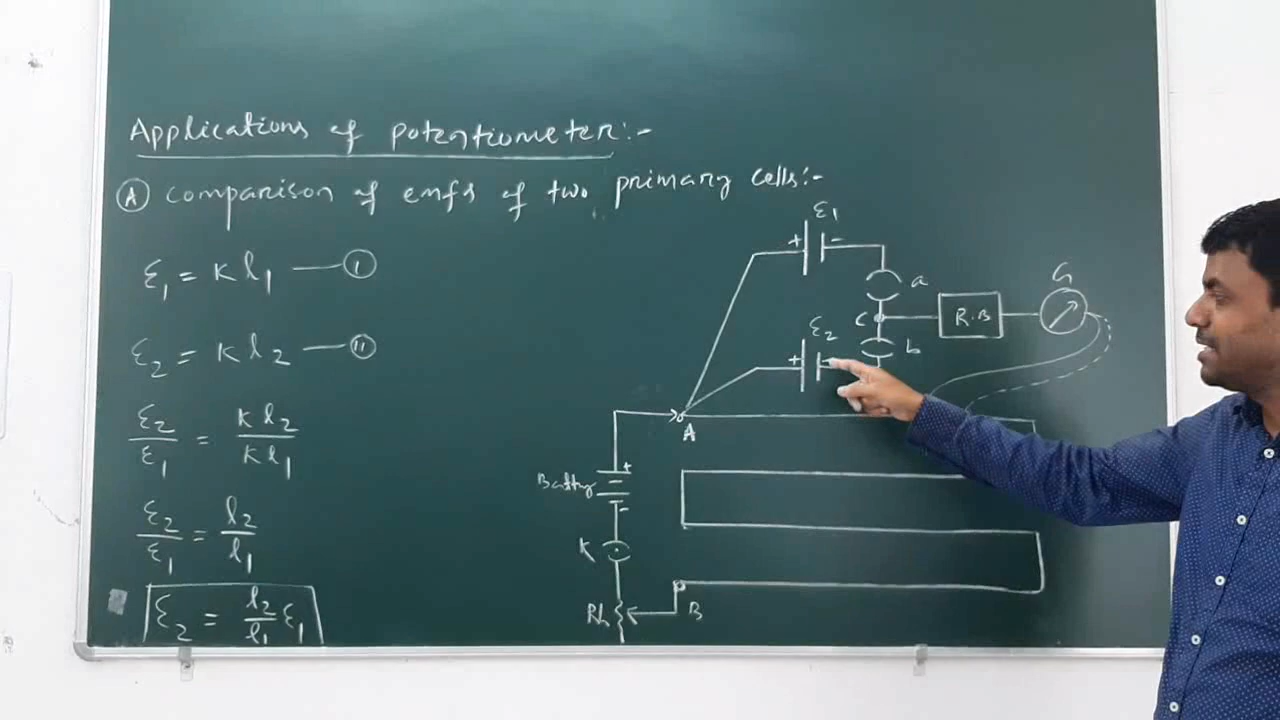 Applications of potentiometer:-
Ⓐ comparison of emfs of two primary cells:-
ε₁ = K l₁ —— Ⓘ
ε₂ = K l₂ —— Ⓘⓘ
ε₂/ε₁ = K l₂/K l₁
ε₂/ε₁ = l₂/l₁
ε₂ = l₂/l₁ ε₁
ε₁
+ -
a
G
C
R.B
ε₂
+ -
b
A
Battery
+
-
K
Rh
B